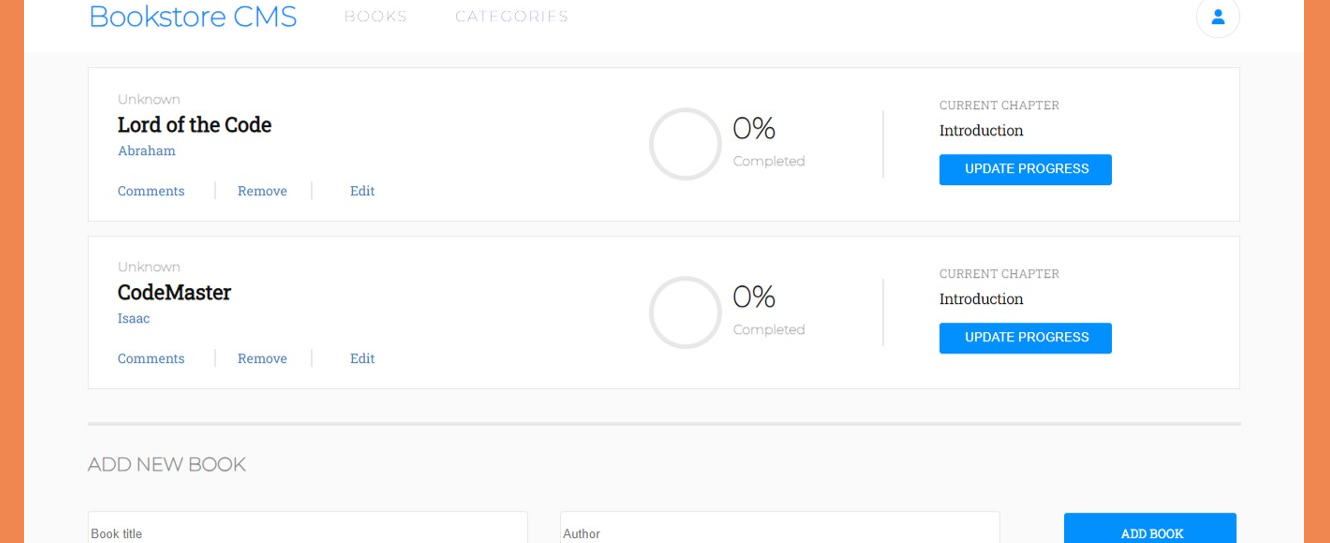 Bookstore CMS BOOKS CATEGORIES
Unknown
Lord of the Code
Abraham
Comments Remove Edit
0%
Completed
CURRENT CHAPTER
Introduction
UPDATE PROGRESS
Unknown
CodeMaster
Isaac
Comments Remove Edit
0%
Completed
CURRENT CHAPTER
Introduction
UPDATE PROGRESS
ADD NEW BOOK
Book title Author ADD BOOK